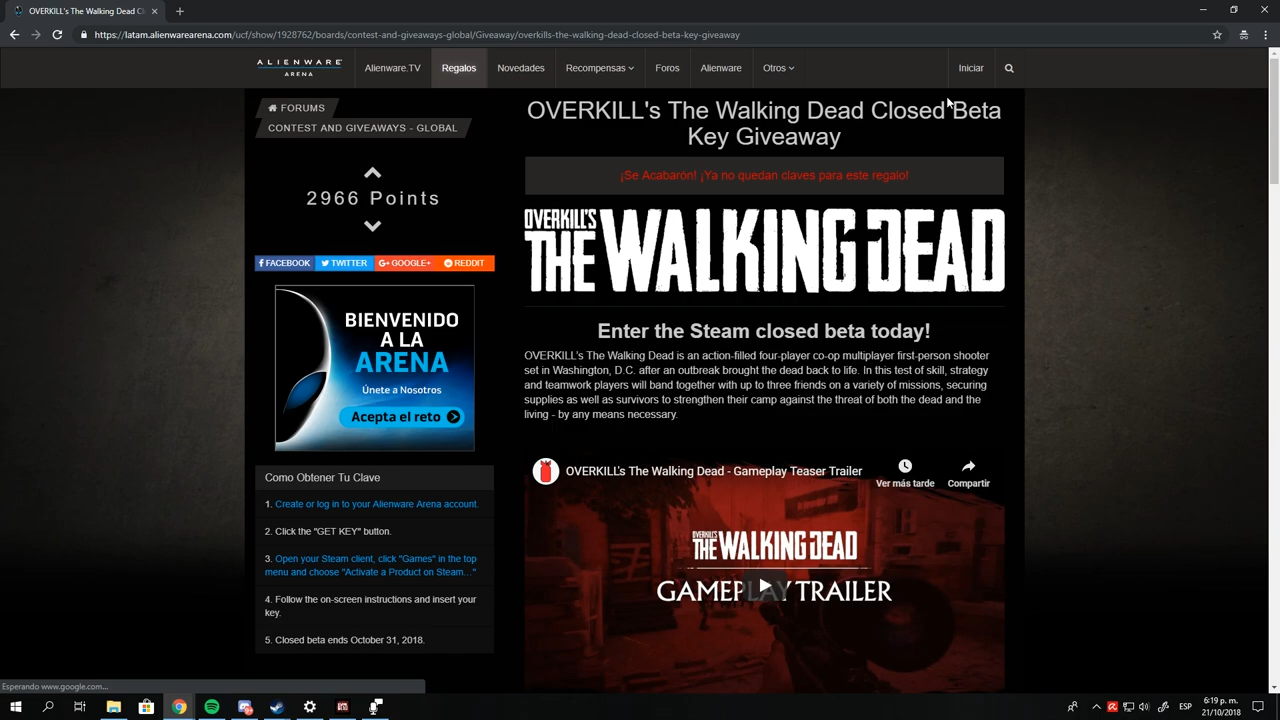 OVERKILL's The Walking Dead Cl
https://latam.alienwarearena.com/ucf/show/1928762/boards/contest-and-giveaways-global/Giveaway/overkills-the-walking-dead-closed-beta-key-giveaway
ALIENWARE
ARENA
Alienware.TV
Regalos
Novedades
Recompensas
Foros
Alienware
Otros
Iniciar
FORUMS
CONTEST AND GIVEAWAYS - GLOBAL
2966 Points
FACEBOOK
TWITTER
G+ GOOGLE+
REDDIT
BIENVENIDO
A LA
ARENA
Únete a Nosotros
Acepta el reto
Como Obtener Tu Clave
1. Create or log in to your Alienware Arena account.
2. Click the "GET KEY" button.
3. Open your Steam client, click "Games" in the top
menu and choose "Activate a Product on Steam..."
4. Follow the on-screen instructions and insert your
key.
5. Closed beta ends October 31, 2018.
OVERKILL's The Walking Dead Closed Beta
Key Giveaway
¡Se Acabarón! ¡Ya no quedan claves para este regalo!
OVERKILL'S
THE WALKING DEAD
Enter the Steam closed beta today!
OVERKILL's The Walking Dead is an action-filled four-player co-op multiplayer first-person shooter
set in Washington, D.C. after an outbreak brought the dead back to life. In this test of skill, strategy
and teamwork players will band together with up to three friends on a variety of missions, securing
supplies as well as survivors to strengthen their camp against the threat of both the dead and the
living - by any means necessary.
OVERKILL's The Walking Dead - Gameplay Teaser Trailer
Ver más tarde
Compartir
OVERKILL'S
THE WALKING DEAD
GAMEPLAY TRAILER
Esperando www.google.com...
ESP
6:19 p. m.
21/10/2018